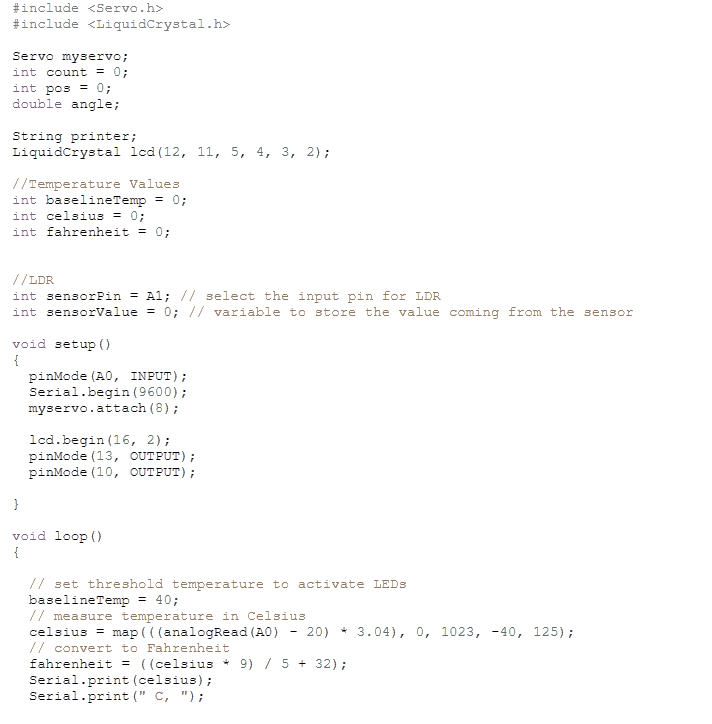 #include <Servo.h>
#include <LiquidCrystal.h>
Servo myservo;
int count = 0;
int pos = 0;
double angle;
String printer;
LiquidCrystal lcd(12, 11, 5, 4, 3, 2);
//Temperature Values
int baselineTemp = 0;
int celsius = 0;
int fahrenheit = 0;
//LDR
int sensorPin = A1; // select the input pin for LDR
int sensorValue = 0; // variable to store the value coming from the sensor
void setup()
{
pinMode(A0, INPUT);
Serial.begin(9600);
myservo.attach(8);
lcd.begin(16, 2);
pinMode(13, OUTPUT);
pinMode(10, OUTPUT);
}
void loop()
{
// set threshold temperature to activate LEDs
baselineTemp = 40;
// measure temperature in Celsius
celsius = map(((analogRead(A0) - 20) * 3.04), 0, 1023, -40, 125);
// convert to Fahrenheit
fahrenheit = ((celsius * 9) / 5 + 32);
Serial.print(celsius);
Serial.print(" C, ");